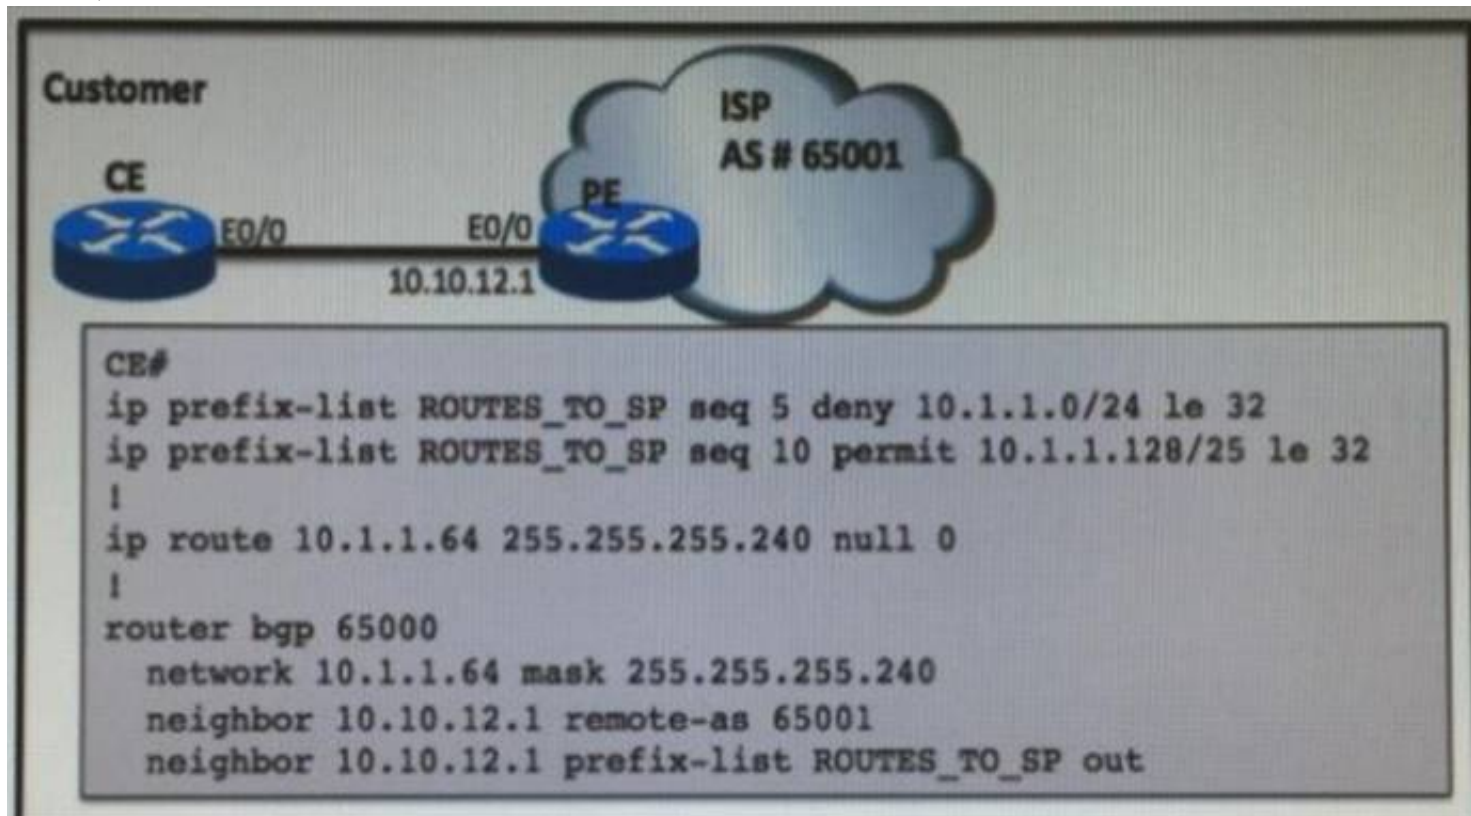 Customer
ISP
AS # 65001
CE
PE
E0/0
E0/0
10.10.12.1
CE#
ip prefix-list ROUTES_TO_SP seq 5 deny 10.1.1.0/24 le 32
ip prefix-list ROUTES_TO_SP seq 10 permit 10.1.1.128/25 le 32
!
ip route 10.1.1.64 255.255.255.240 null 0
!
router bgp 65000
network 10.1.1.64 mask 255.255.255.240
neighbor 10.10.12.1 remote-as 65001
neighbor 10.10.12.1 prefix-list ROUTES_TO_SP out